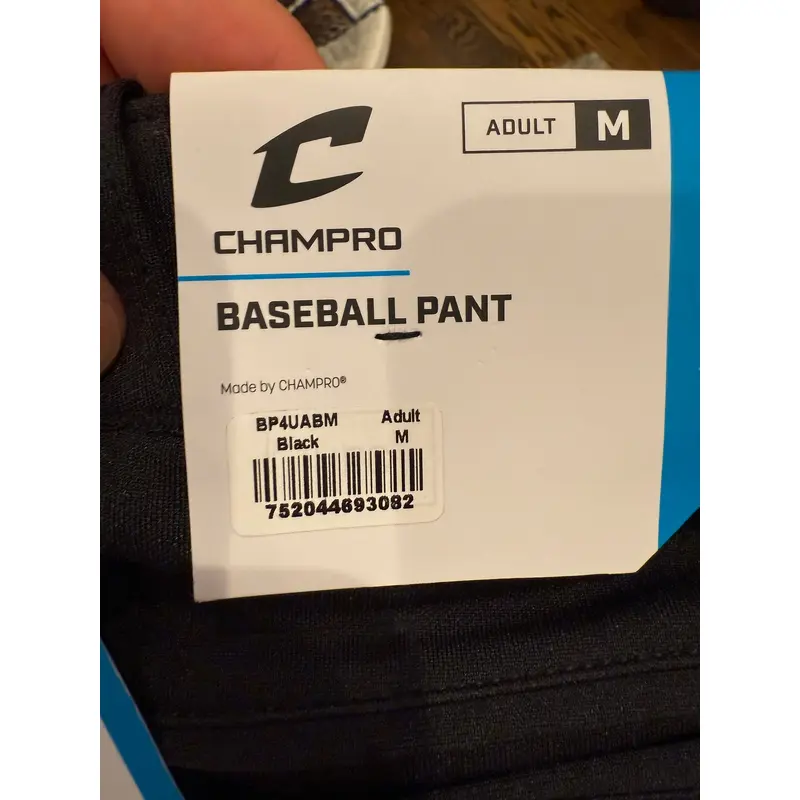 ADULT M
CHAMPRO
BASEBALL PANT
Made by CHAMPRO®
BP4UABM Adult
Black M
752044693082